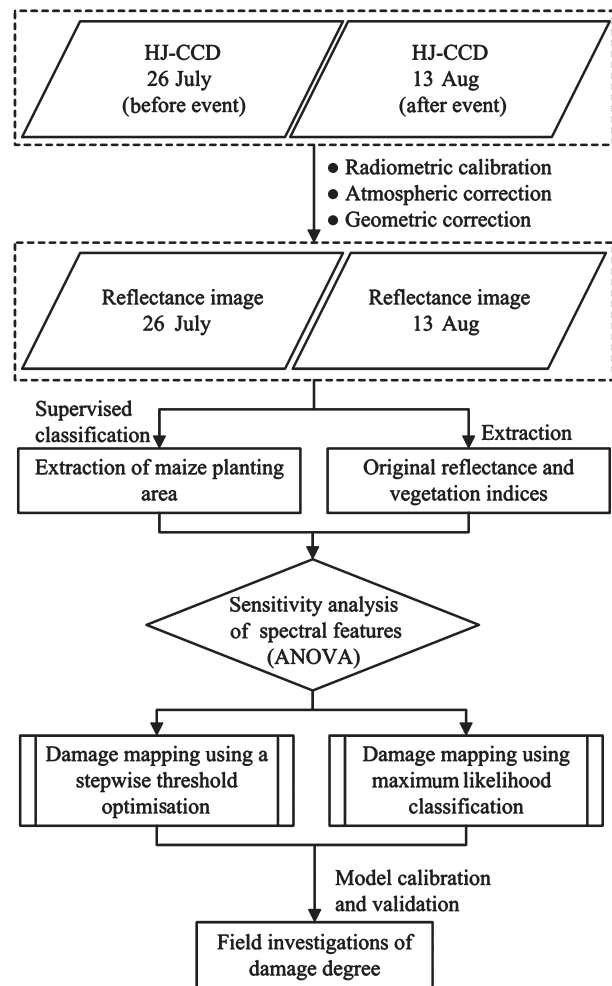 HJ-CCD
26 July
(before event)
HJ-CCD
13 Aug
(after event)
● Radiometric calibration
● Atmospheric correction
● Geometric correction
Reflectance image
26 July
Reflectance image
13 Aug
Supervised
classification
Extraction
Extraction of maize planting
area
Original reflectance and
vegetation indices
Sensitivity analysis
of spectral features
(ANOVA)
Damage mapping using a
stepwise threshold
optimisation
Damage mapping using
maximum likelihood
classification
Model calibration
and validation
Field investigations of
damage degree